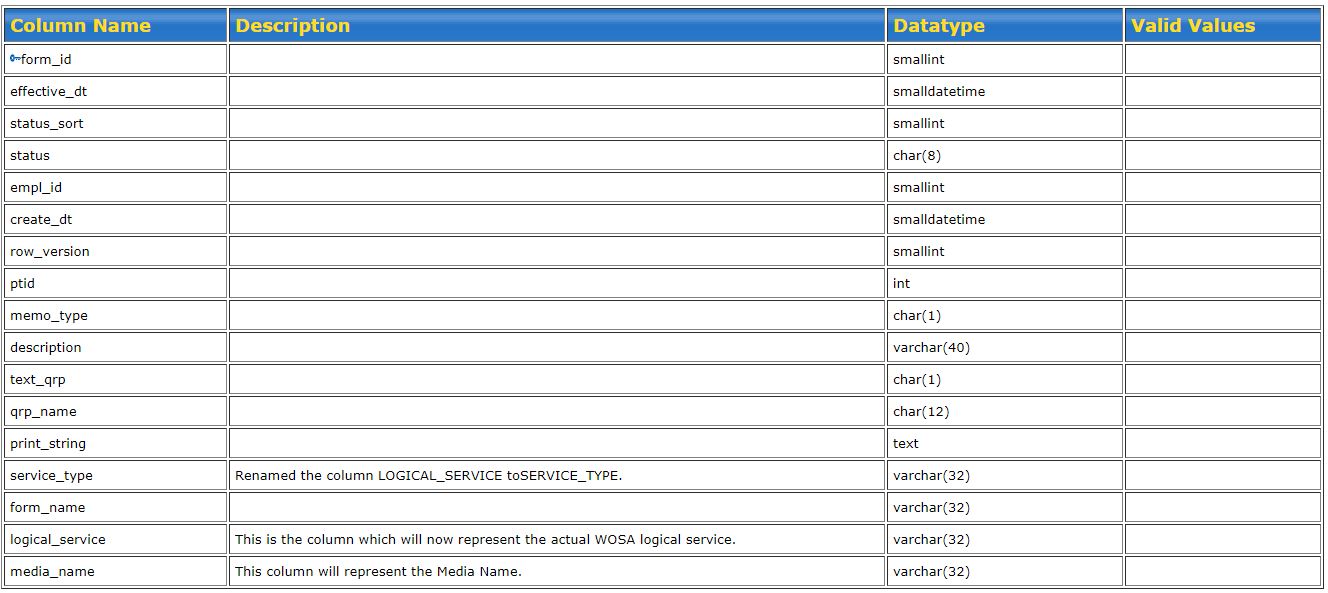 Column Name Description Datatype Valid Values
form_id smallint
effective_dt smalldatetime
status_sort smallint
status char(8)
empl_id smallint
create_dt smalldatetime
row_version smallint
ptid int
memo_type char(1)
description varchar(40)
text_qrp char(1)
qrp_name char(12)
print_string text
service_type Renamed the column LOGICAL_SERVICE toSERVICE_TYPE. varchar(32)
form_name varchar(32)
logical_service This is the column which will now represent the actual WOSA logical service. varchar(32)
media_name This column will represent the Media Name. varchar(32)